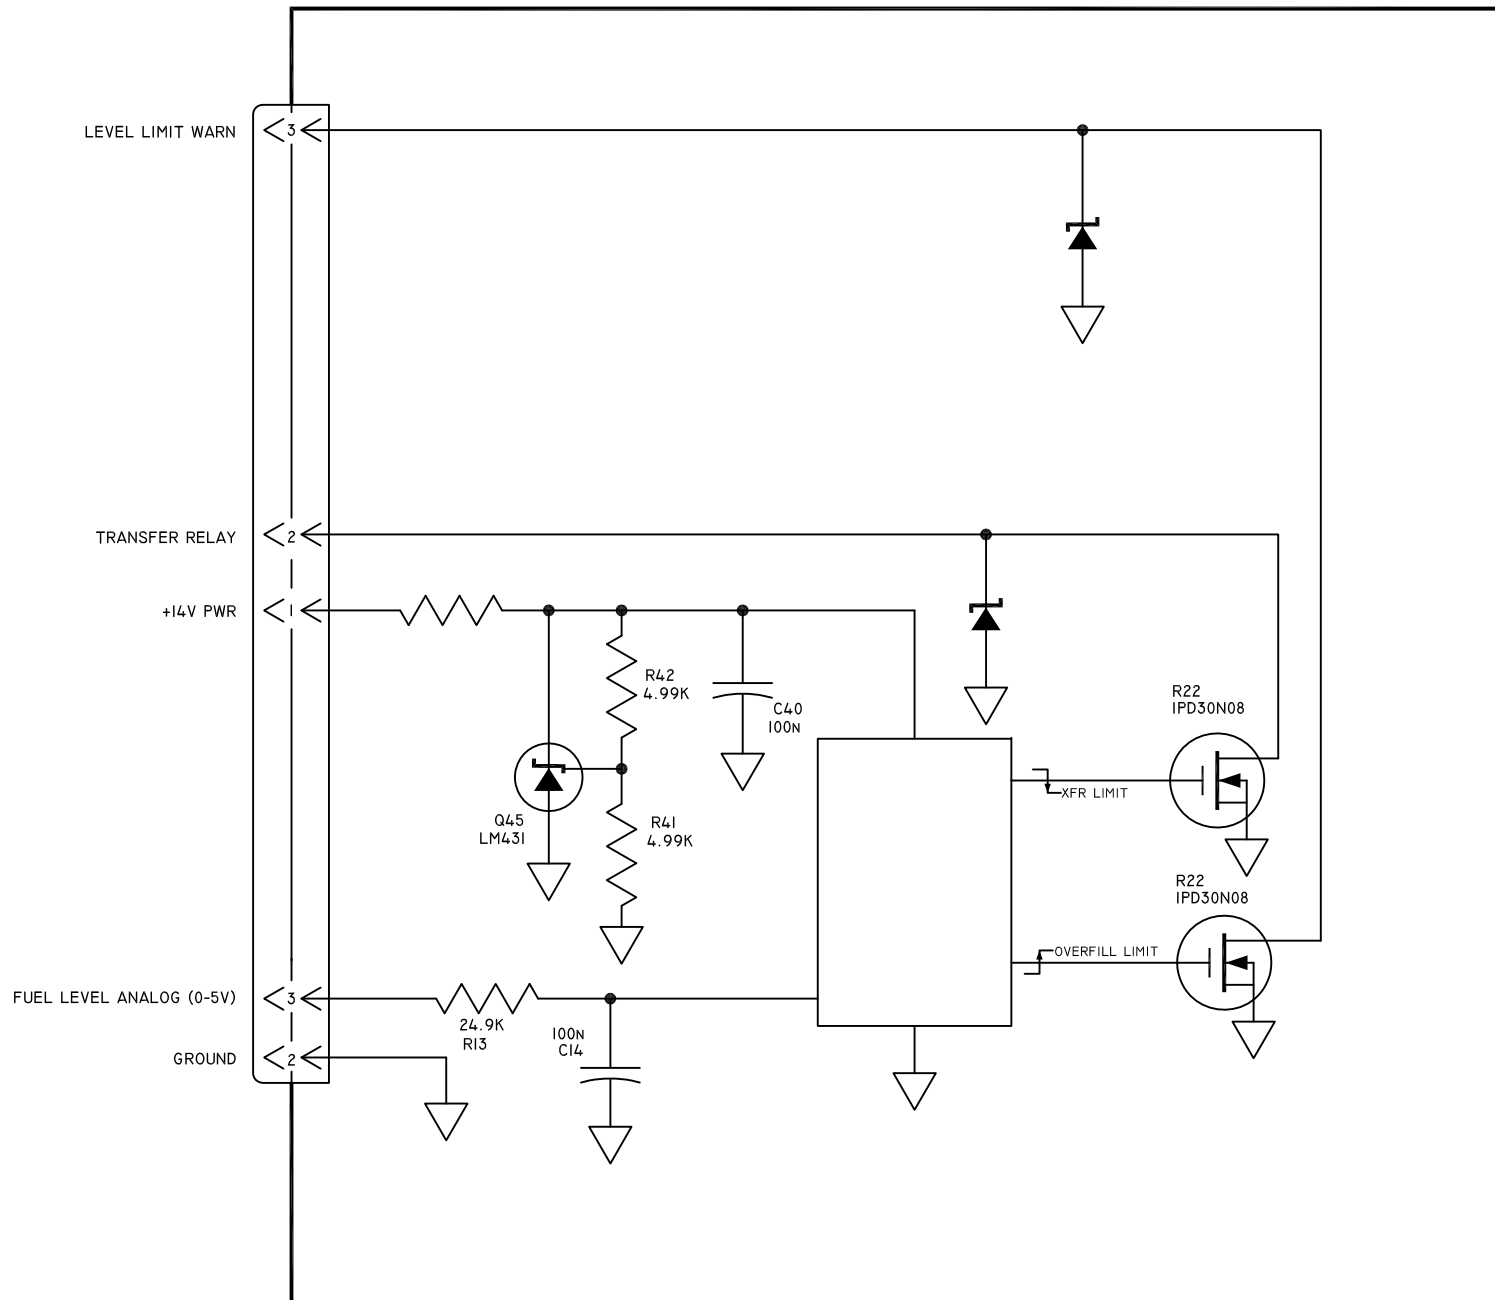 LEVEL LIMIT WARN
3
TRANSFER RELAY
2
+14V PWR
1
R42
4.99K
C40
100N
R22
IPD30N08
XFR LIMIT
Q45
LM431
R41
4.99K
R22
IPD30N08
OVERFILL LIMIT
FUEL LEVEL ANALOG (0-5V)
3
24.9K
R13
100N
C14
GROUND
2